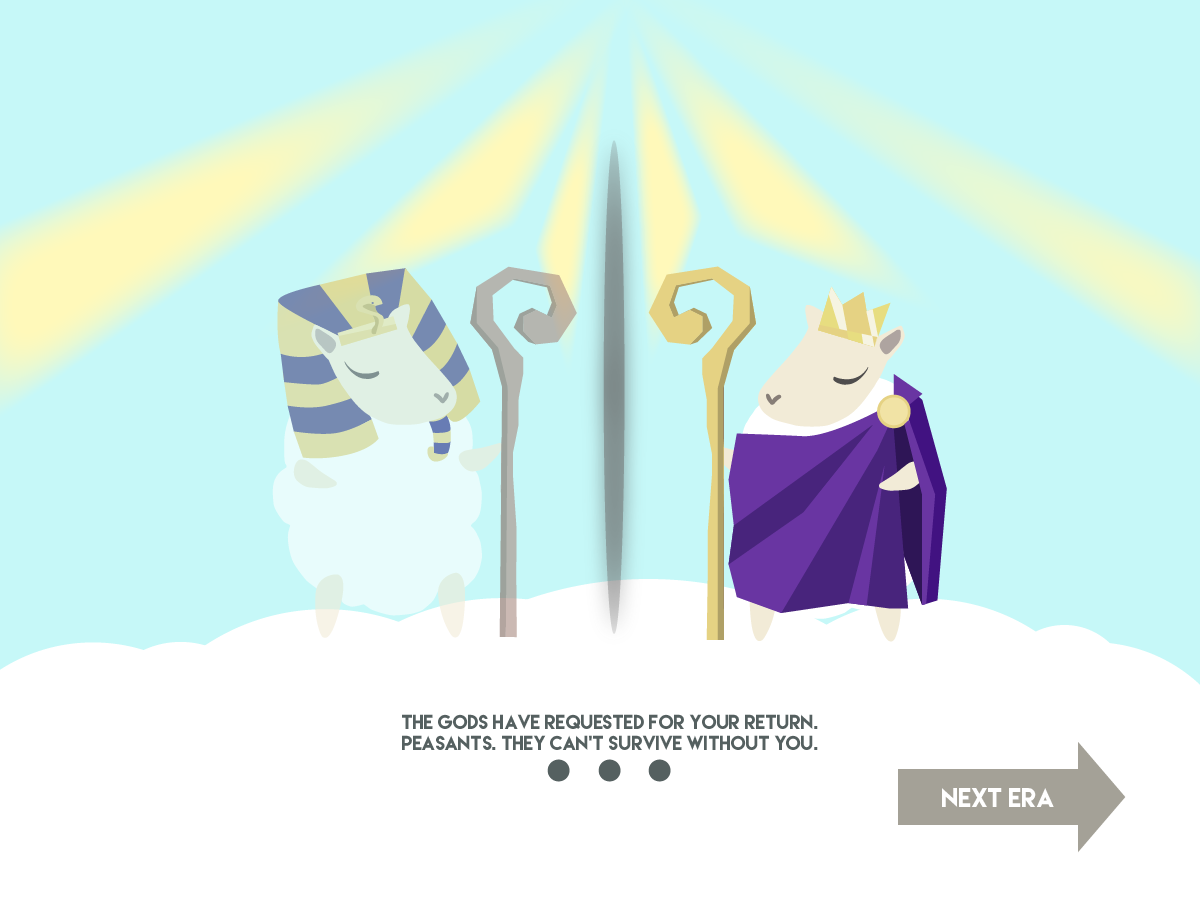 THE GODS HAVE REQUESTED FOR YOUR RETURN.
PEASANTS. THEY CAN'T SURVIVE WITHOUT YOU.
NEXT ERA